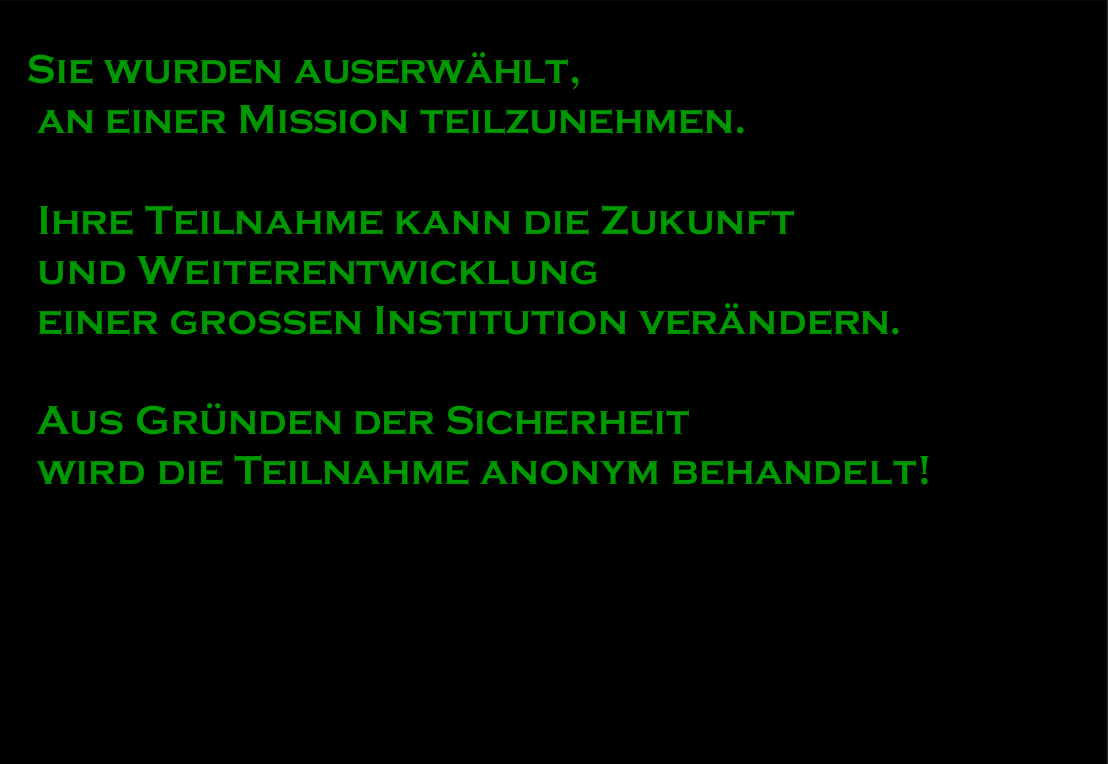 Sie wurden auserwählt,
an einer Mission teilzunehmen.
Ihre Teilnahme kann die Zukunft
und Weiterentwicklung
einer grossen Institution verändern.
Aus Gründen der Sicherheit
wird die Teilnahme anonym behandelt!